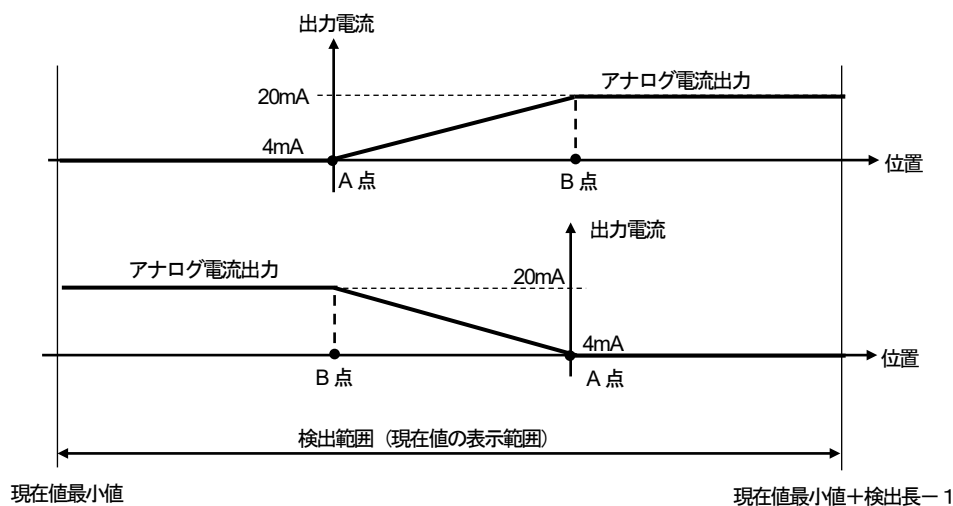 出力電流
アナログ電流出力
20mA
4mA
位置
A 点
B 点
出力電流
アナログ電流出力
20mA
4mA
位置
B 点
A 点
検出範囲（現在値の表示範囲）
現在値最小値
現在値最小値＋検出長－１